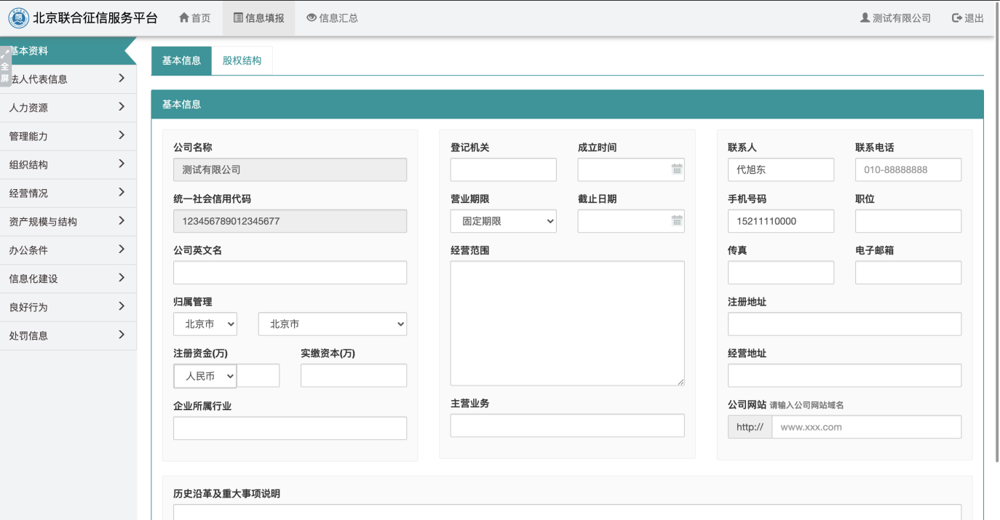 北京联合征信服务平台 首页 信息填报 信息汇总 测试有限公司 退出
全屏
基本资料
法人代表信息
人力资源
管理能力
组织结构
经营情况
资产规模与结构
办公条件
信息化建设
良好行为
处罚信息
基本信息 股权结构
基本信息
公司名称
测试有限公司
统一社会信用代码
123456789012345677
公司英文名
归属管理
北京市 北京市
注册资金(万) 实缴资本(万)
人民币
企业所属行业
登记机关 成立时间
营业期限 截止日期
固定期限
经营范围
主营业务
联系人 联系电话
代旭东 010-88888888
手机号码 职位
15211110000
传真 电子邮箱
注册地址
经营地址
公司网站 请输入公司网站域名
http:// www.xxx.com
历史沿革及重大事项说明